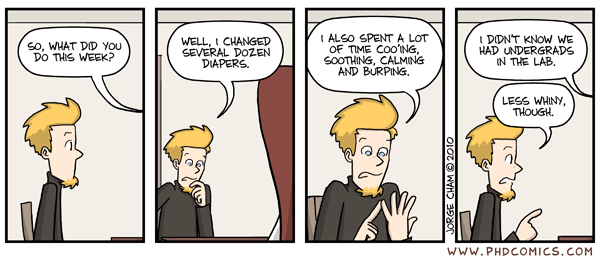 SO, WHAT DID YOU
DO THIS WEEK?
WELL, I CHANGED
SEVERAL DOZEN
DIAPERS.
I ALSO SPENT A LOT
OF TIME COO'ING,
SOOTHING, CALMING
AND BURPING.
JORGE CHAM © 2010
I DIDN'T KNOW WE
HAD UNDERGRADS
IN THE LAB.
LESS WHINY,
THOUGH.
WWW.PHDCOMICS.COM